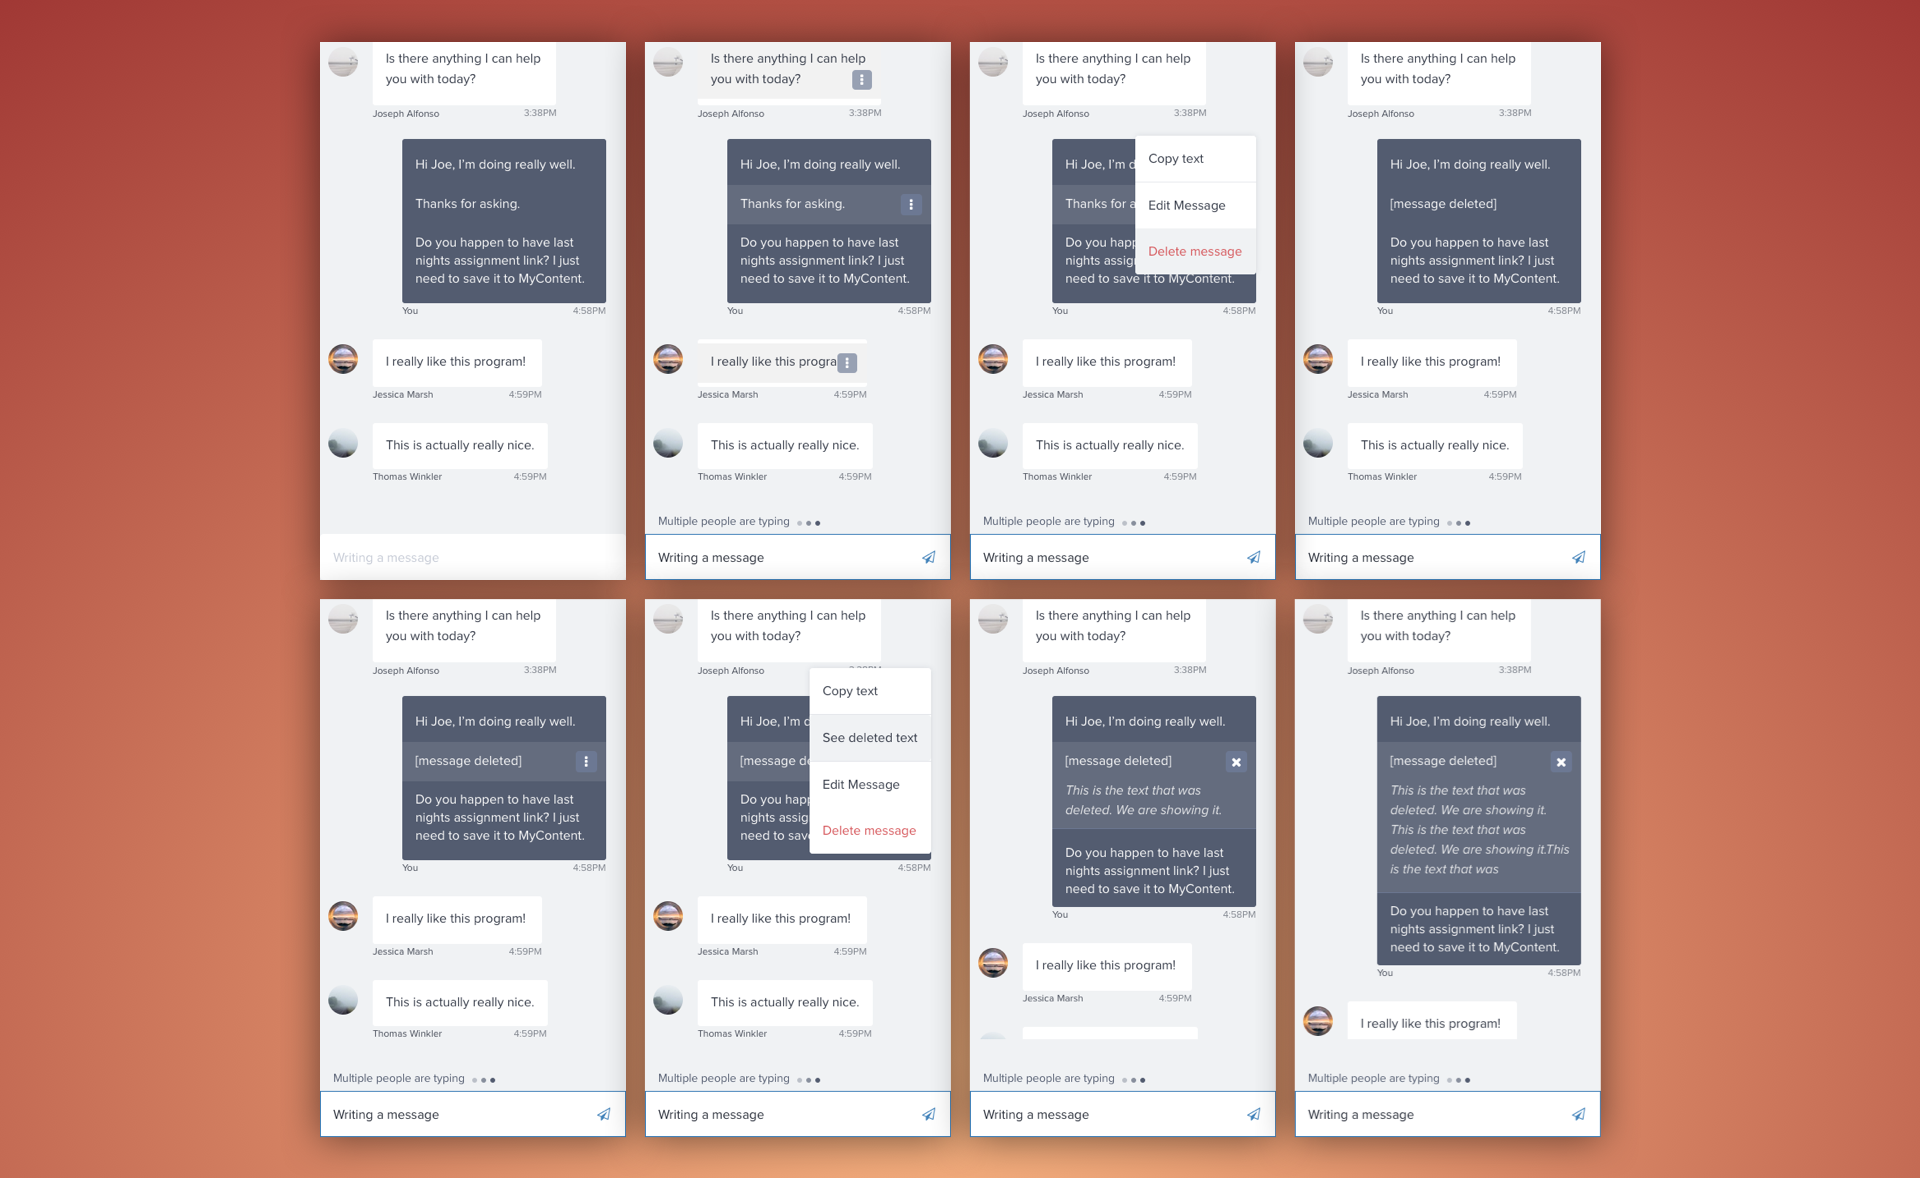 Is there anything I can help
you with today?
Joseph Alfonso 3:38PM
Hi Joe, I'm doing really well.
Thanks for asking.
Do you happen to have last
nights assignment link? I just
need to save it to MyContent.
You 4:58PM
I really like this program!
Jessica Marsh 4:59PM
This is actually really nice.
Thomas Winkler 4:59PM
Writing a message
Is there anything I can help
you with today?
Joseph Alfonso 3:38PM
Hi Joe, I'm doing really well.
Thanks for asking.
Do you happen to have last
nights assignment link? I just
need to save it to MyContent.
You 4:58PM
I really like this progra
Jessica Marsh 4:59PM
This is actually really nice.
Thomas Winkler 4:59PM
Multiple people are typing
Writing a message
Is there anything I can help
you with today?
Joseph Alfonso 3:38PM
Hi Joe, I'm d
Thanks for a
Do you happ
nights assig
need to save it to MyContent.
Copy text
Edit Message
Delete message
You 4:58PM
I really like this program!
Jessica Marsh 4:59PM
This is actually really nice.
Thomas Winkler 4:59PM
Multiple people are typing
Writing a message
Is there anything I can help
you with today?
Joseph Alfonso 3:38PM
Hi Joe, I'm doing really well.
[message deleted]
Do you happen to have last
nights assignment link? I just
need to save it to MyContent.
You 4:58PM
I really like this program!
Jessica Marsh 4:59PM
This is actually really nice.
Thomas Winkler 4:59PM
Multiple people are typing
Writing a message
Is there anything I can help
you with today?
Joseph Alfonso 3:38PM
Hi Joe, I'm doing really well.
[message deleted]
Do you happen to have last
nights assignment link? I just
need to save it to MyContent.
You 4:58PM
I really like this program!
Jessica Marsh 4:59PM
This is actually really nice.
Thomas Winkler 4:59PM
Multiple people are typing
Writing a message
Is there anything I can help
you with today?
Joseph Alfonso
Hi Joe, I'm d
[message de
Do you happ
nights assig
need to sav
Copy text
See deleted text
Edit Message
Delete message
You 4:58PM
I really like this program!
Jessica Marsh 4:59PM
This is actually really nice.
Thomas Winkler 4:59PM
Multiple people are typing
Writing a message
Is there anything I can help
you with today?
Joseph Alfonso 3:38PM
Hi Joe, I'm doing really well.
[message deleted]
This is the text that was
deleted. We are showing it.
Do you happen to have last
nights assignment link? I just
need to save it to MyContent.
You 4:58PM
I really like this program!
Jessica Marsh 4:59PM
Multiple people are typing
Writing a message
Is there anything I can help
you with today?
Joseph Alfonso 3:38PM
Hi Joe, I'm doing really well.
[message deleted]
This is the text that was
deleted. We are showing it.
This is the text that was
deleted. We are showing it.This
is the text that was
Do you happen to have last
nights assignment link? I just
need to save it to MyContent.
You 4:58PM
I really like this program!
Multiple people are typing
Writing a message